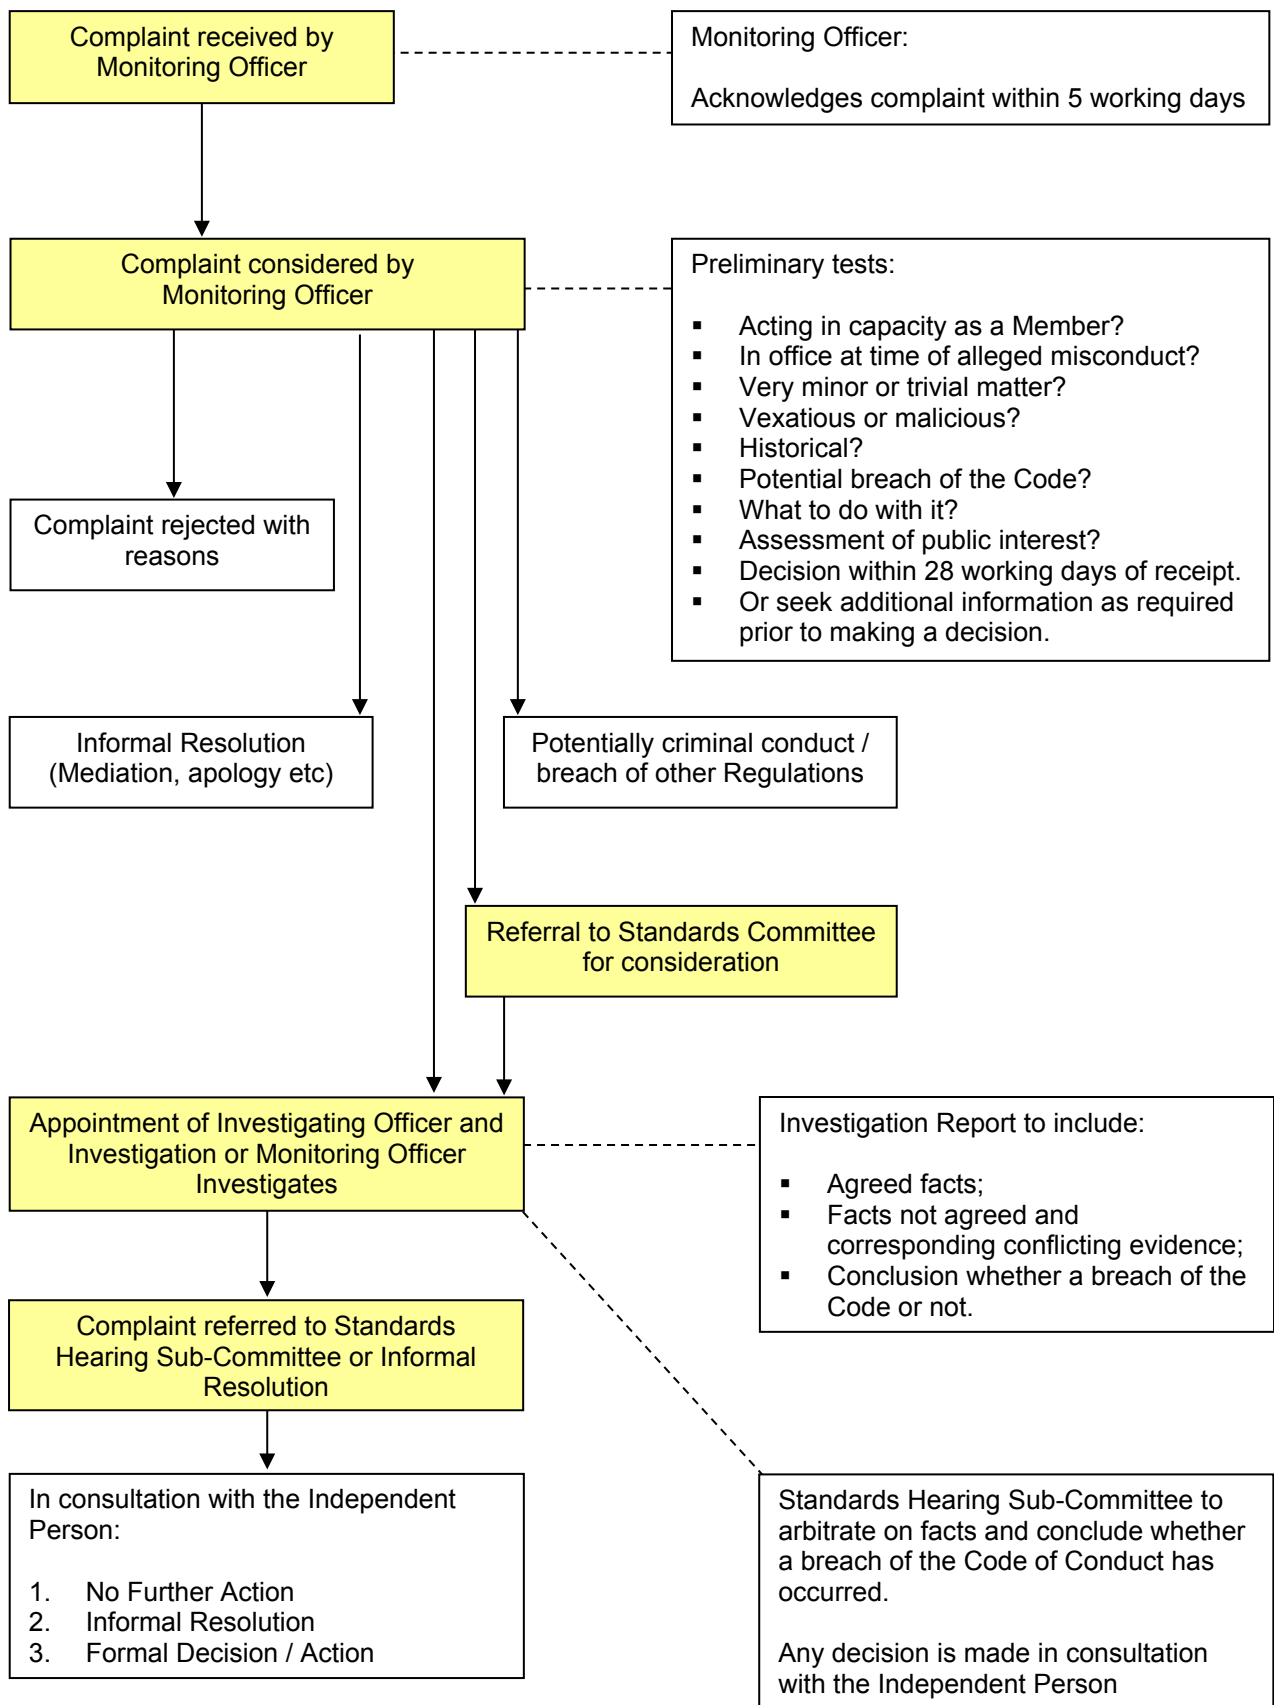 Complaint received by
Monitoring Officer
Monitoring Officer:
Acknowledges complaint within 5 working days
Complaint considered by
Monitoring Officer
Preliminary tests:
▪ Acting in capacity as a Member?
▪ In office at time of alleged misconduct?
▪ Very minor or trivial matter?
▪ Vexatious or malicious?
▪ Historical?
▪ Potential breach of the Code?
▪ What to do with it?
▪ Assessment of public interest?
▪ Decision within 28 working days of receipt.
▪ Or seek additional information as required
prior to making a decision.
Complaint rejected with
reasons
Informal Resolution
(Mediation, apology etc)
Potentially criminal conduct /
breach of other Regulations
Referral to Standards Committee
for consideration
Appointment of Investigating Officer and
Investigation or Monitoring Officer
Investigates
Investigation Report to include:
▪ Agreed facts;
▪ Facts not agreed and
corresponding conflicting evidence;
▪ Conclusion whether a breach of the
Code or not.
Complaint referred to Standards
Hearing Sub-Committee or Informal
Resolution
In consultation with the Independent
Person:
1. No Further Action
2. Informal Resolution
3. Formal Decision / Action
Standards Hearing Sub-Committee to
arbitrate on facts and conclude whether
a breach of the Code of Conduct has
occurred.
Any decision is made in consultation
with the Independent Person